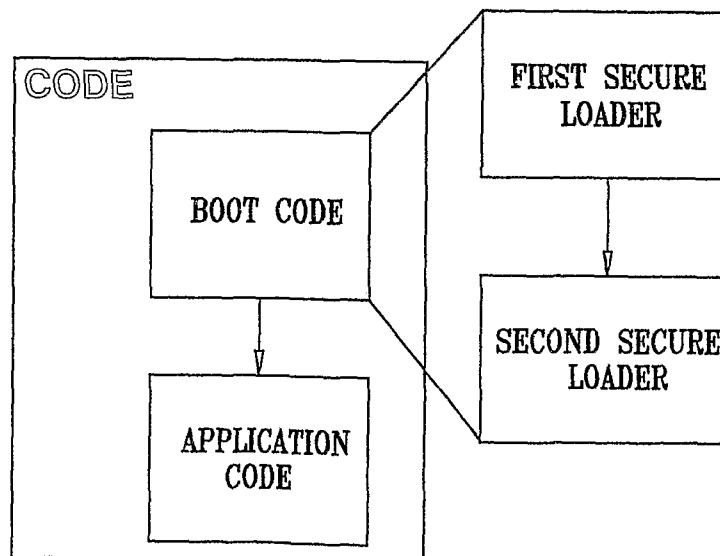 CODE
BOOT CODE
APPLICATION
CODE
FIRST SECURE
LOADER
SECOND SECURE
LOADER